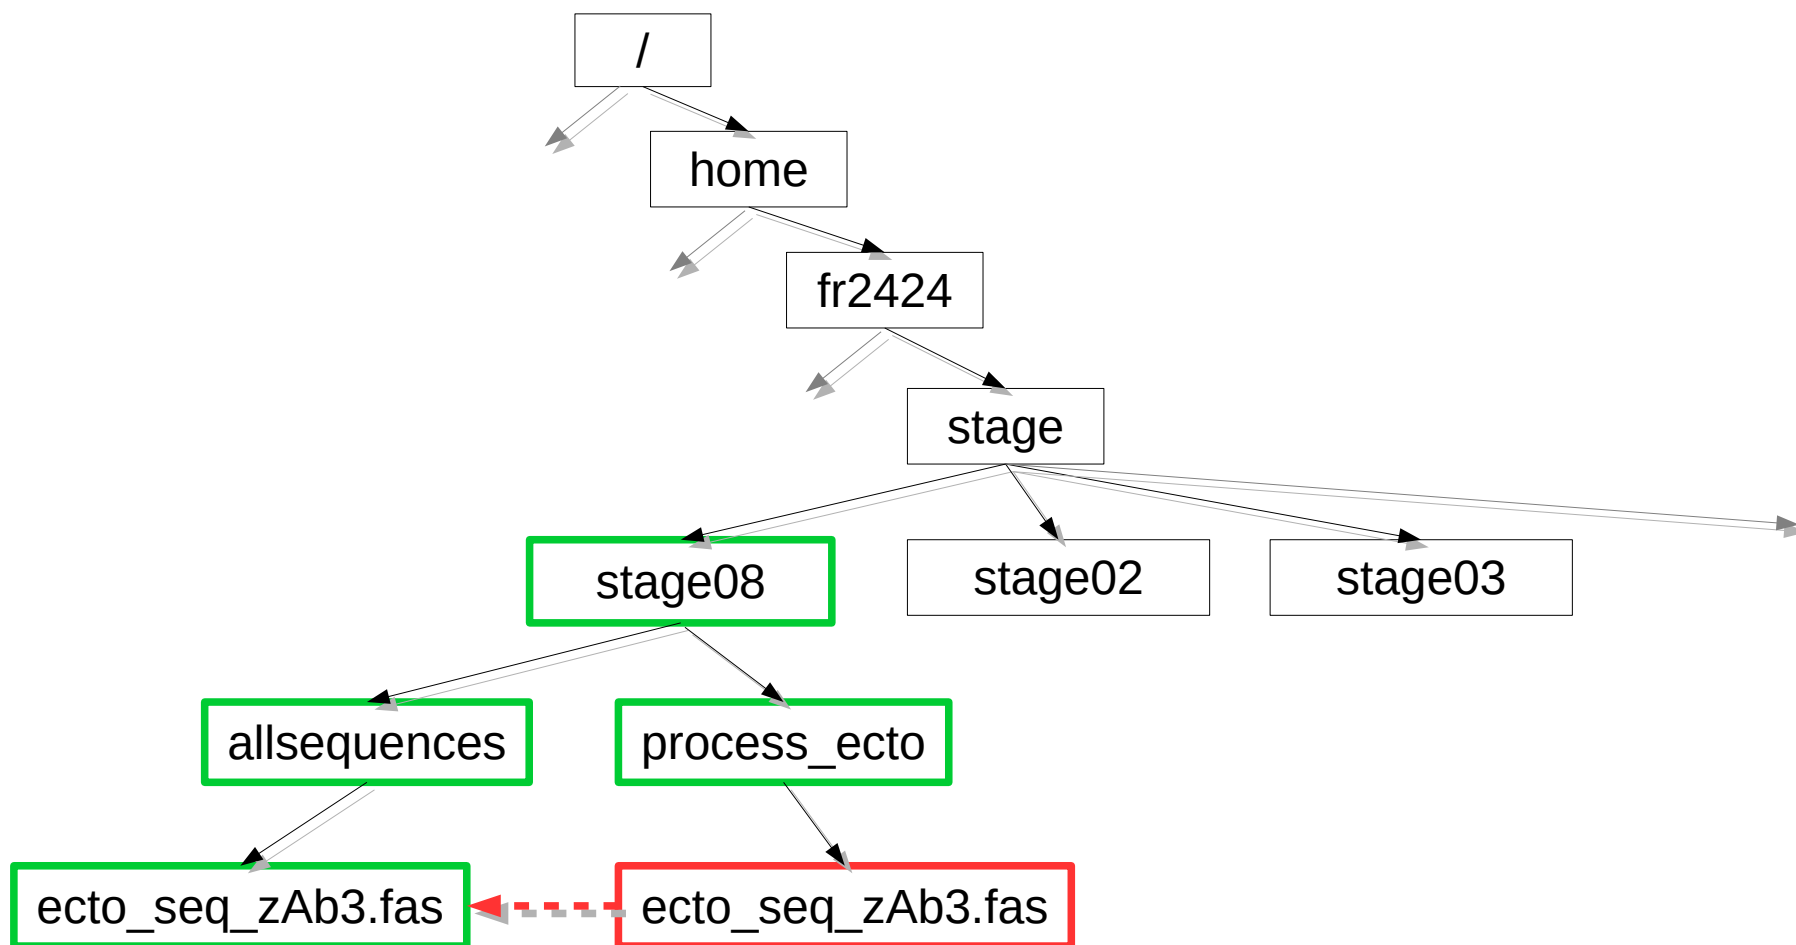 /
home
fr2424
stage
stage08
stage02
stage03
allsequences
process_ecto
ecto_seq_zAb3.fas
ecto_seq_zAb3.fas